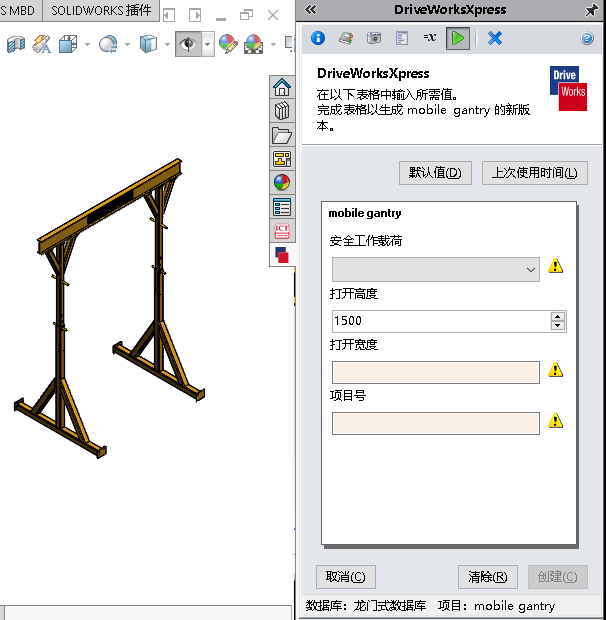 S MBD
SOLIDWORKS 插件
DriveWorksXpress
=x
DriveWorksXpress
在以下表格中输入所需值。
完成表格以生成 mobile gantry 的新版
本。
Drive
Works
默认值(D)
上次使用时间(L)
mobile gantry
安全工作载荷
打开高度
1500
打开宽度
项目号
ICT
取消(C)
清除(R)
创建(C)
数据库: 龙门式数据库 项目: mobile gantry